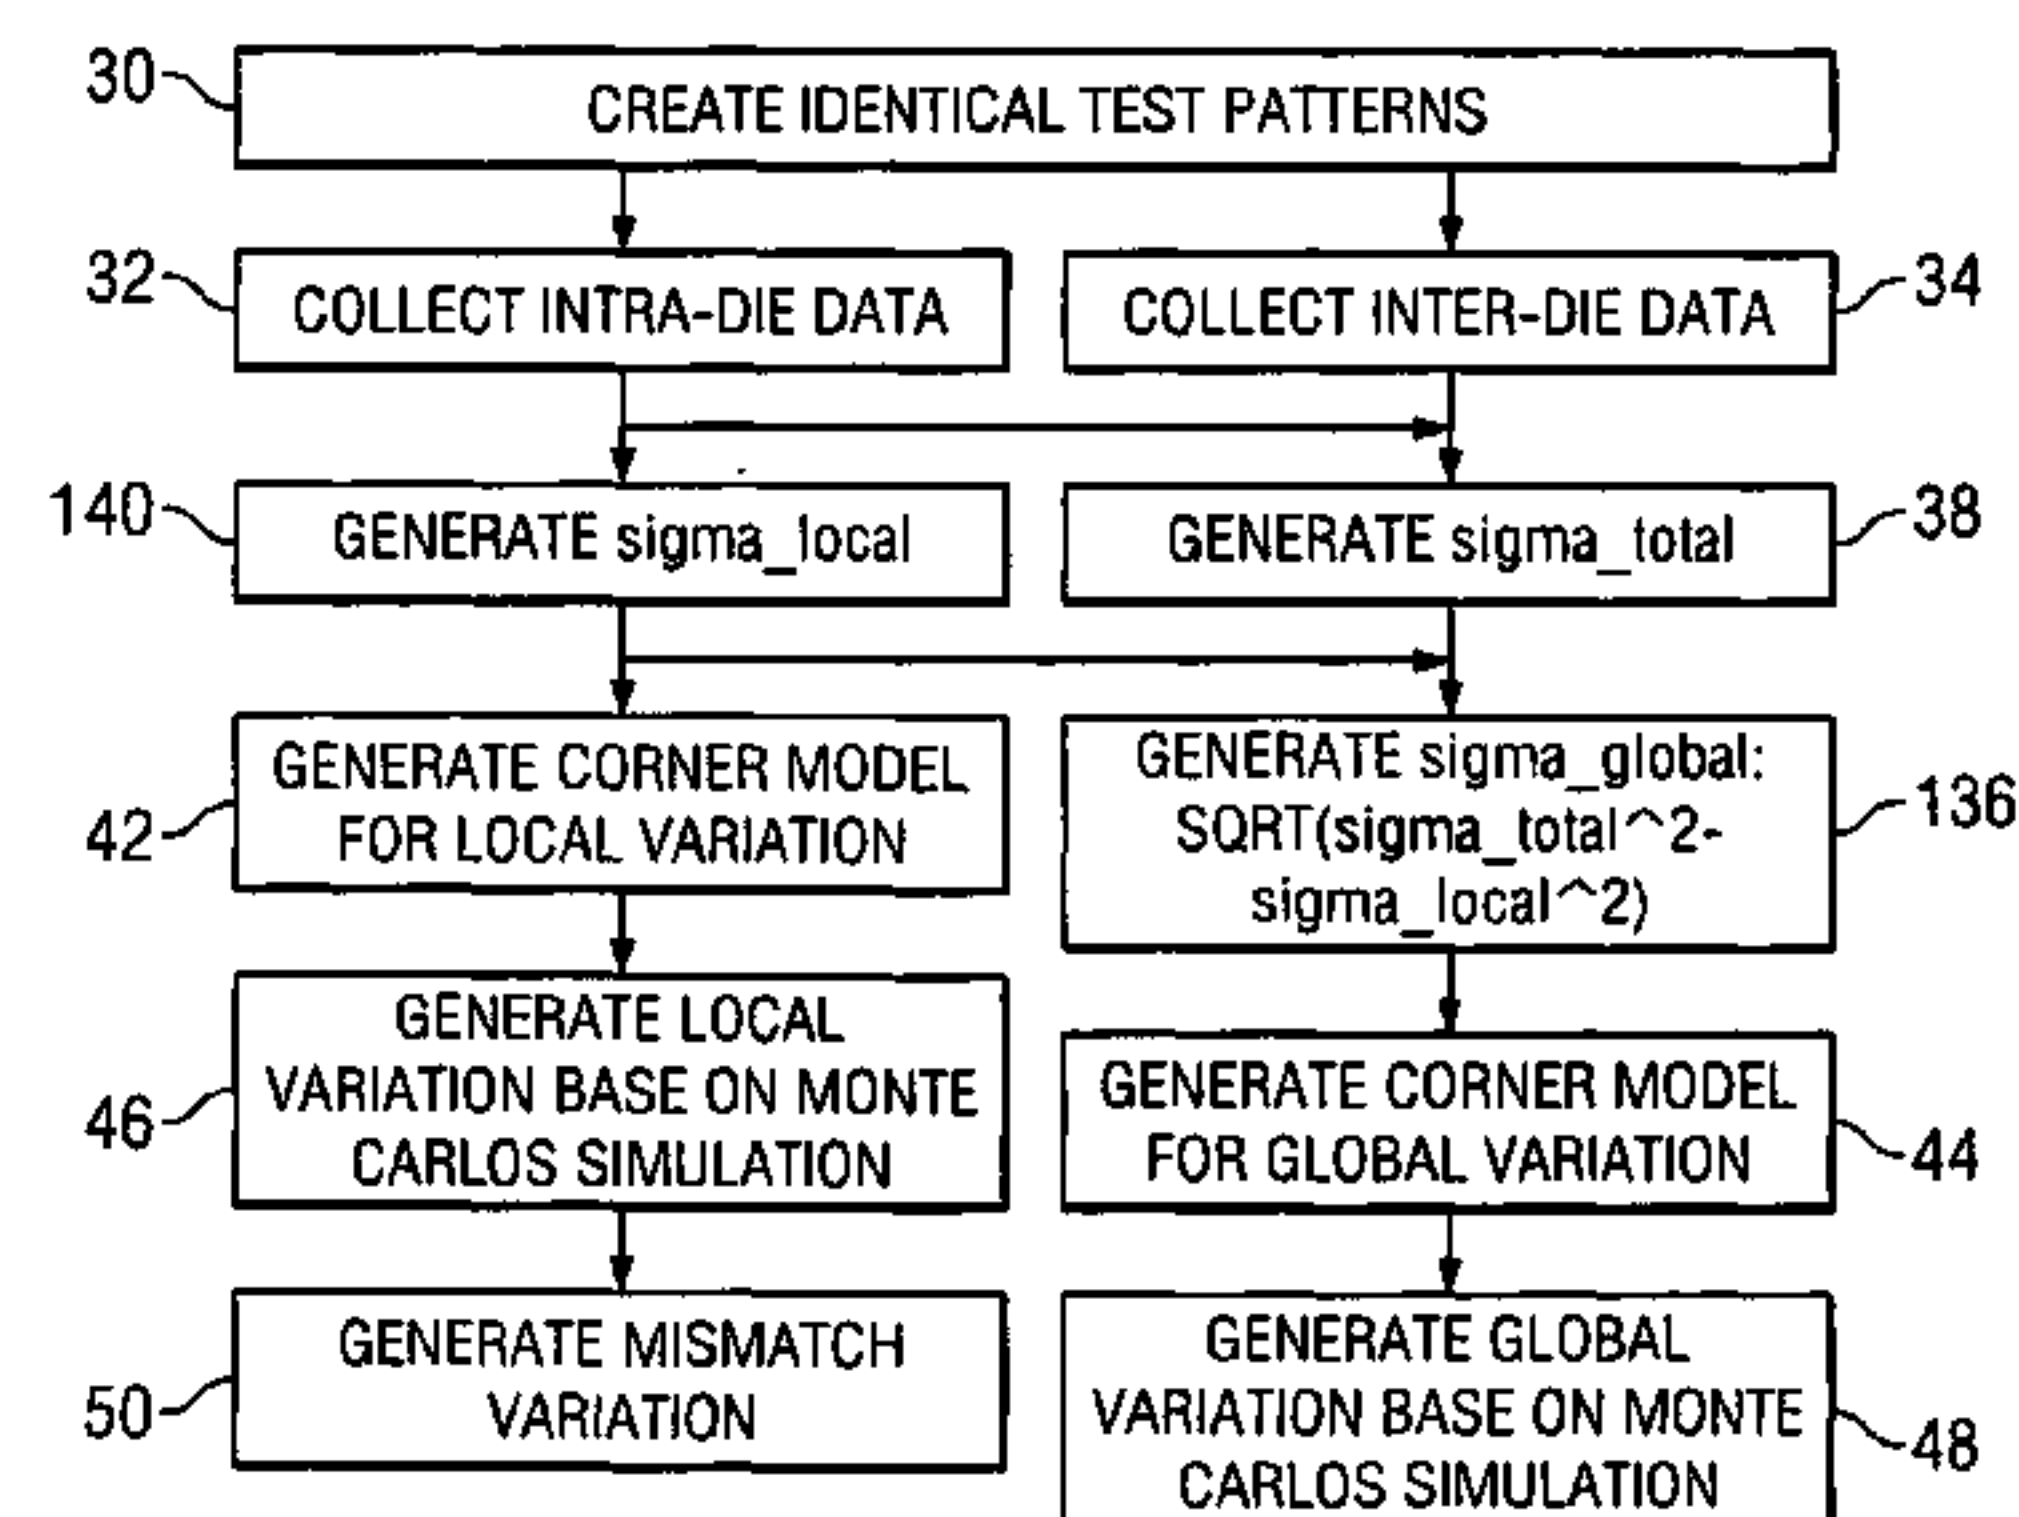 30
CREATE IDENTICAL TEST PATTERNS
32
COLLECT INTRA-DIE DATA
COLLECT INTER-DIE DATA
34
140
GENERATE sigma_local
GENERATE sigma_total
38
42
GENERATE CORNER MODEL
FOR LOCAL VARIATION
GENERATE sigma_global:
SQRT(sigma_total^2-
sigma_local^2)
136
46
GENERATE LOCAL
VARIATION BASE ON MONTE
CARLOS SIMULATION
GENERATE CORNER MODEL
FOR GLOBAL VARIATION
44
50
GENERATE MISMATCH
VARIATION
GENERATE GLOBAL
VARIATION BASE ON MONTE
CARLOS SIMULATION
48